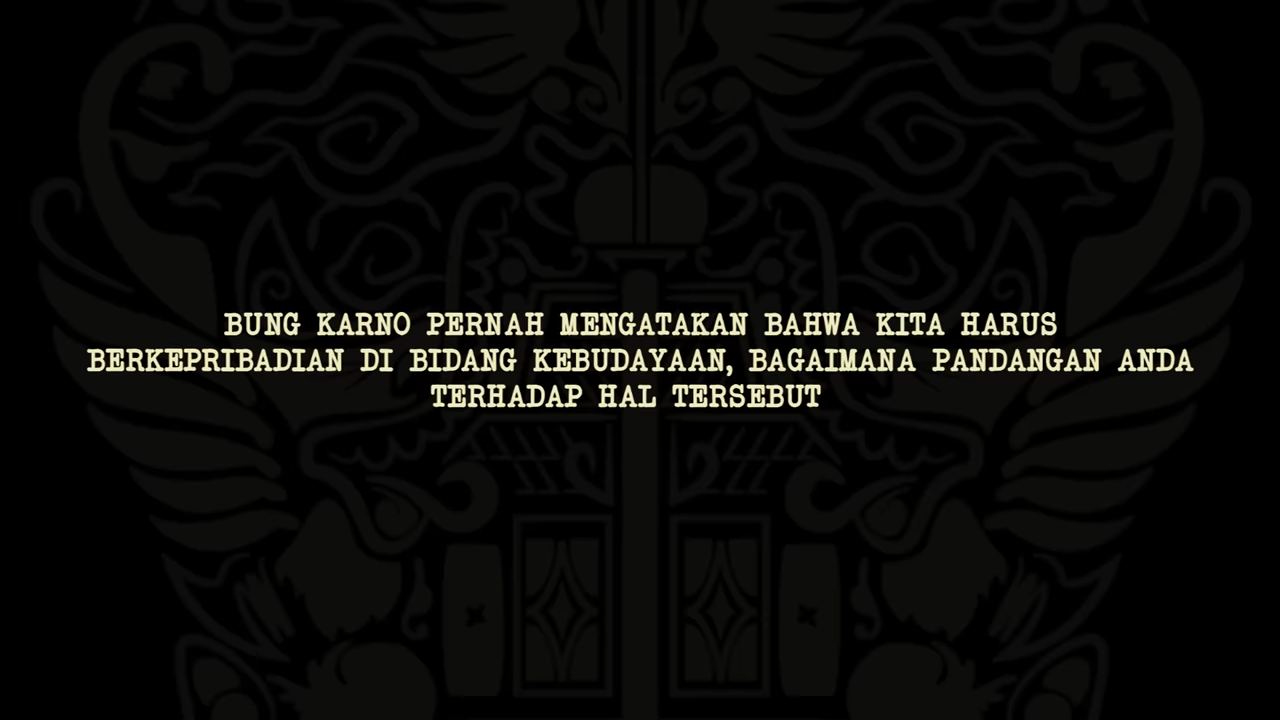 BUNG KARNO PERNAH MENGATAKAN BAHWA KITA HARUS
BERKEPRIBADIAN DI BIDANG KEBUDAYAAN, BAGAIMANA PANDANGAN ANDA
TERHADAP HAL TERSEBUT